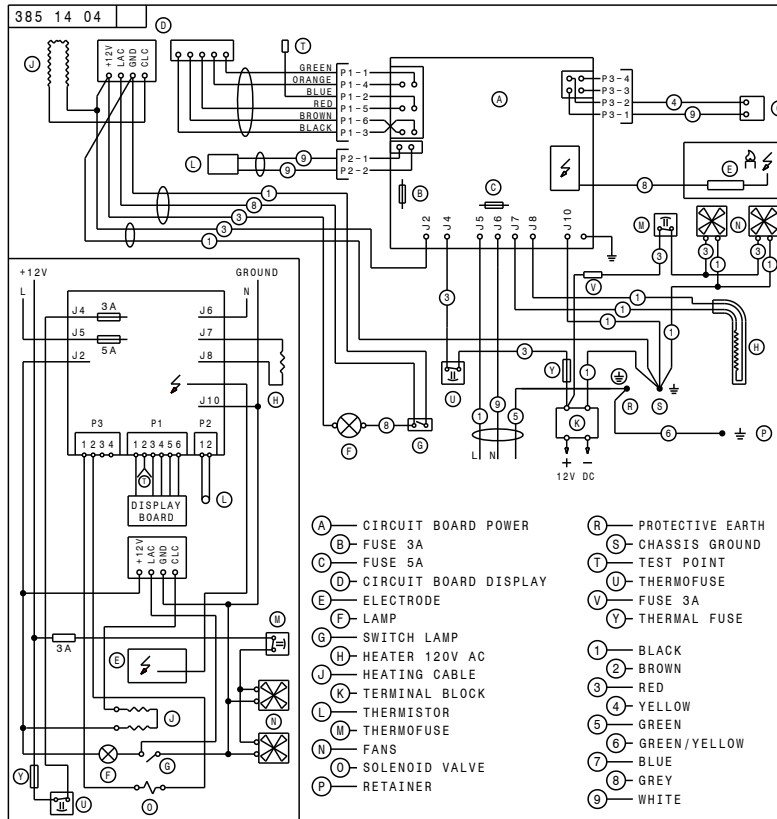 385 14 04
D
J
+12V
LAC
GND
CLC
T
GREEN P1-1
ORANGE P1-4
BLUE P1-2
RED P1-5
BROWN P1-6
BLACK P1-3
A
P3-4
P3-3
P3-2 4
P3-1 9
L 9 P2-1
9 P2-2
B
C
E
8
1
8
3
3
1
J2
J4
J5
J6
J7
J8
J10
M
N
3
3
1
3
1
V
+12V GROUND
L N
J4 3A J6
J5 5A J7
J2 J8
H
J10
3
1
1
1
1
H
3
Y
1
U
1
9
5
K
R
S
6
P
F
8
G
L N
+ −
12V DC
P3 P1 P2
1234 123456 12
T
L
DISPLAY
BOARD
+12V
LAC
GND
CLC
M
3A
E
J
N
F
G
Y
U
O
A CIRCUIT BOARD POWER
B FUSE 3A
C FUSE 5A
D CIRCUIT BOARD DISPLAY
E ELECTRODE
F LAMP
G SWITCH LAMP
H HEATER 120V AC
J HEATING CABLE
K TERMINAL BLOCK
L THERMISTOR
M THERMOFUSE
N FANS
O SOLENOID VALVE
P RETAINER
R PROTECTIVE EARTH
S CHASSIS GROUND
T TEST POINT
U THERMOFUSE
V FUSE 3A
Y THERMAL FUSE
1 BLACK
2 BROWN
3 RED
4 YELLOW
5 GREEN
6 GREEN/YELLOW
7 BLUE
8 GREY
9 WHITE